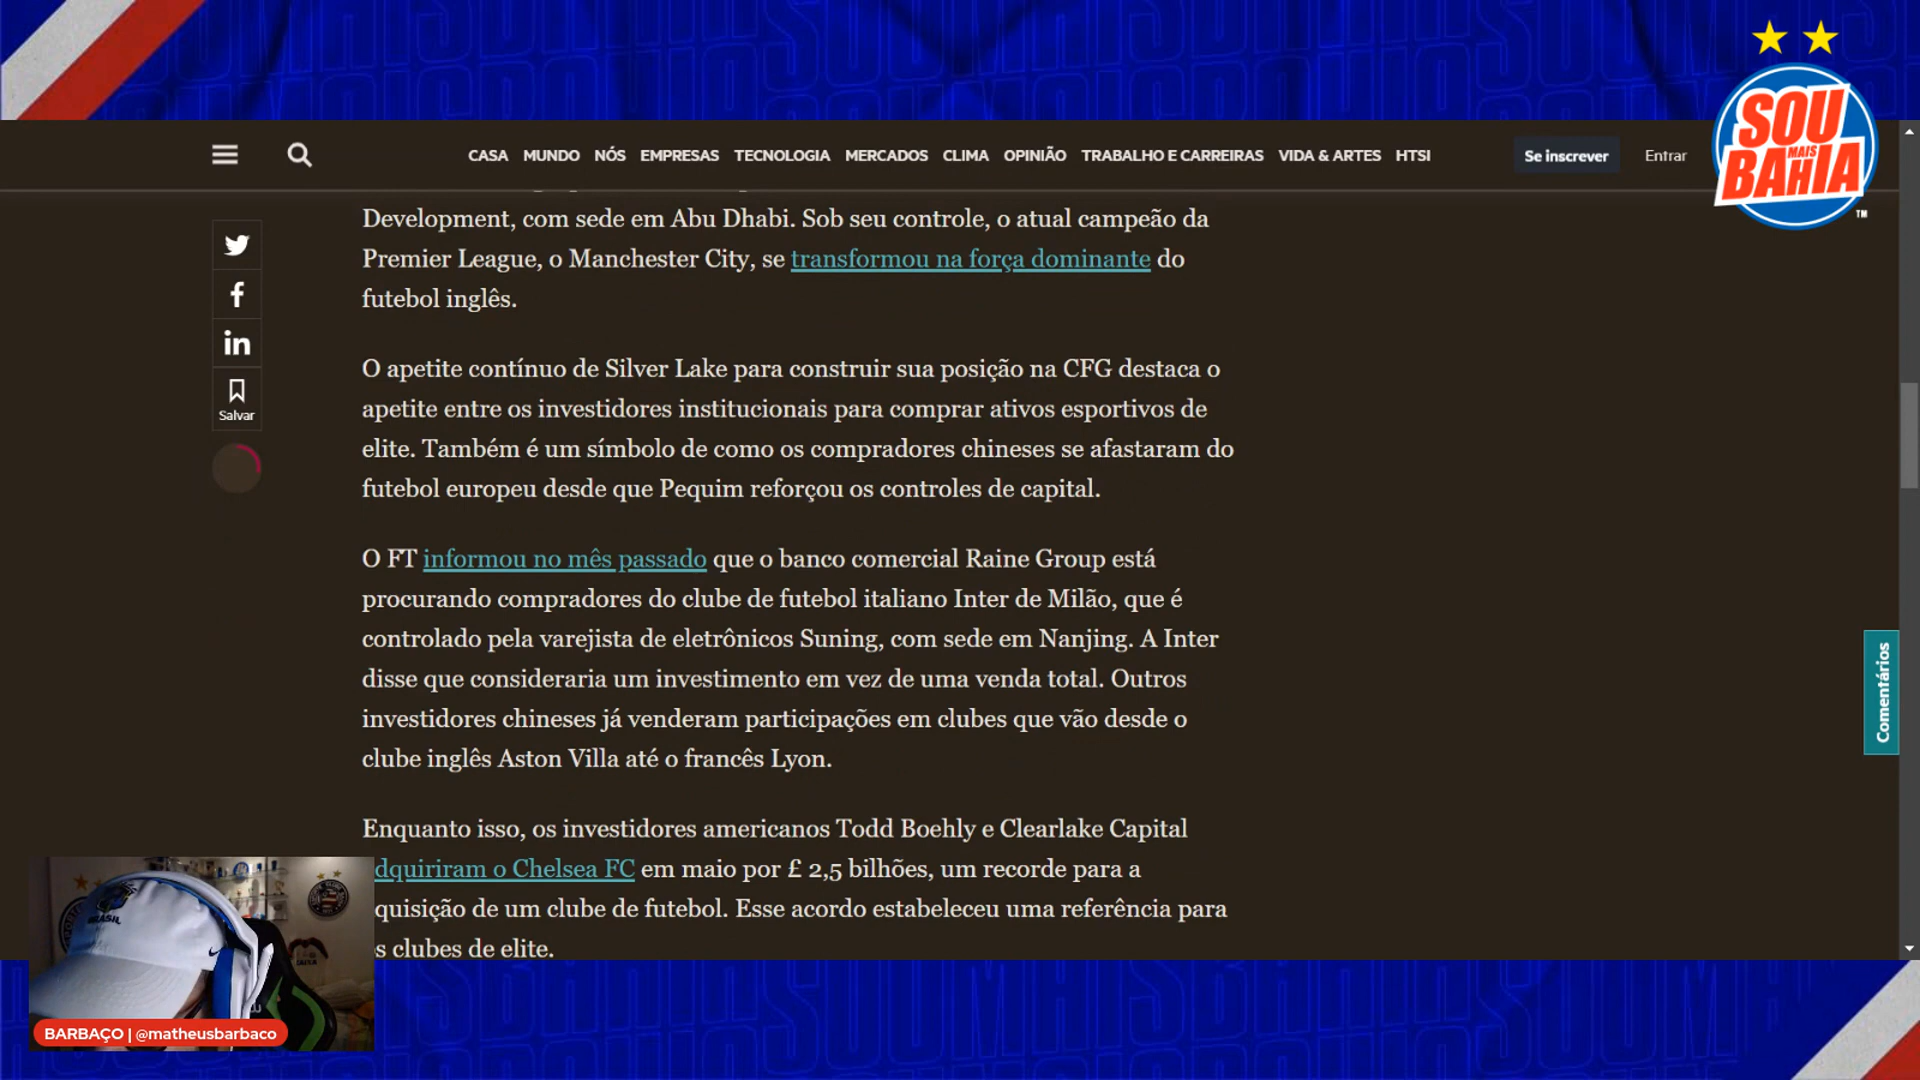 SOU
MAIS
BAHIA
TM
CASA MUNDO NÓS EMPRESAS TECNOLOGIA MERCADOS CLIMA OPINIÃO TRABALHO E CARREIRAS VIDA & ARTES HTSI
Se inscrever
Entrar
Development, com sede em Abu Dhabi. Sob seu controle, o atual campeão da
Premier League, o Manchester City, se transformou na força dominante do
futebol inglês.
Salvar
O apetite contínuo de Silver Lake para construir sua posição na CFG destaca o
apetite entre os investidores institucionais para comprar ativos esportivos de
elite. Também é um símbolo de como os compradores chineses se afastaram do
futebol europeu desde que Pequim reforçou os controles de capital.
O FT informou no mês passado que o banco comercial Raine Group está
procurando compradores do clube de futebol italiano Inter de Milão, que é
controlado pela varejista de eletrônicos Suning, com sede em Nanjing. A Inter
disse que consideraria um investimento em vez de uma venda total. Outros
investidores chineses já venderam participações em clubes que vão desde o
clube inglês Aston Villa até o francês Lyon.
Comentários
Enquanto isso, os investidores americanos Todd Boehly e Clearlake Capital
dquiriram o Chelsea FC em maio por £ 2,5 bilhões, um recorde para a
quisição de um clube de futebol. Esse acordo estabeleceu uma referência para
s clubes de elite.
BRASIL
BARBAÇO | @matheusbarbaco